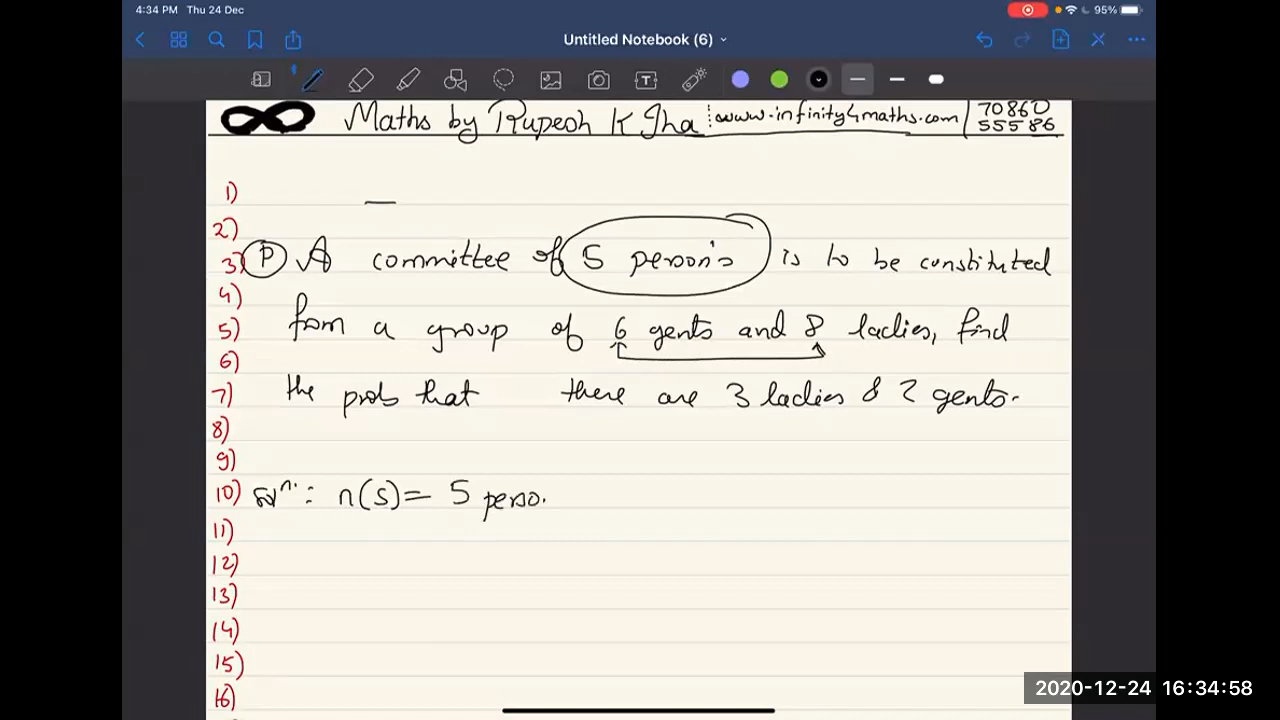 4:34 PM Thu 24 Dec
95%
Untitled Notebook (6)
Maths by Rupesh K Jha www.infinity4maths.com 70860 55586
1)
2)
3) P A committee of 5 person's is to be constituted
4)
5) from a group of 6 gents and 8 ladies, find
6)
7) the prob that there are 3 ladies & 2 gents.
8)
9)
10) Solⁿ: n(S) = 5 perso.
11)
12)
13)
14)
15)
16)
2020-12-24 16:34:58